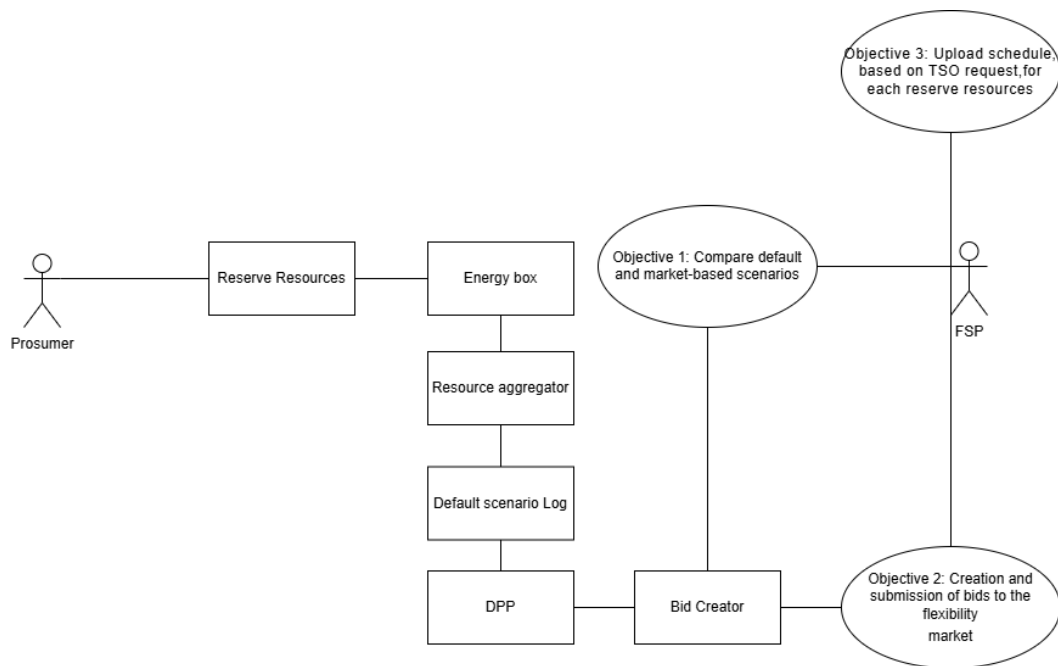 Objective 3: Upload schedule,
based on TSO request,for
each reserve resources
Objective 1: Compare default
and market-based scenarios
Reserve Resources
Energy box
Prosumer
FSP
Resource aggregator
Default scenario Log
DPP
Bid Creator
Objective 2: Creation and
submission of bids to the
flexibility
market